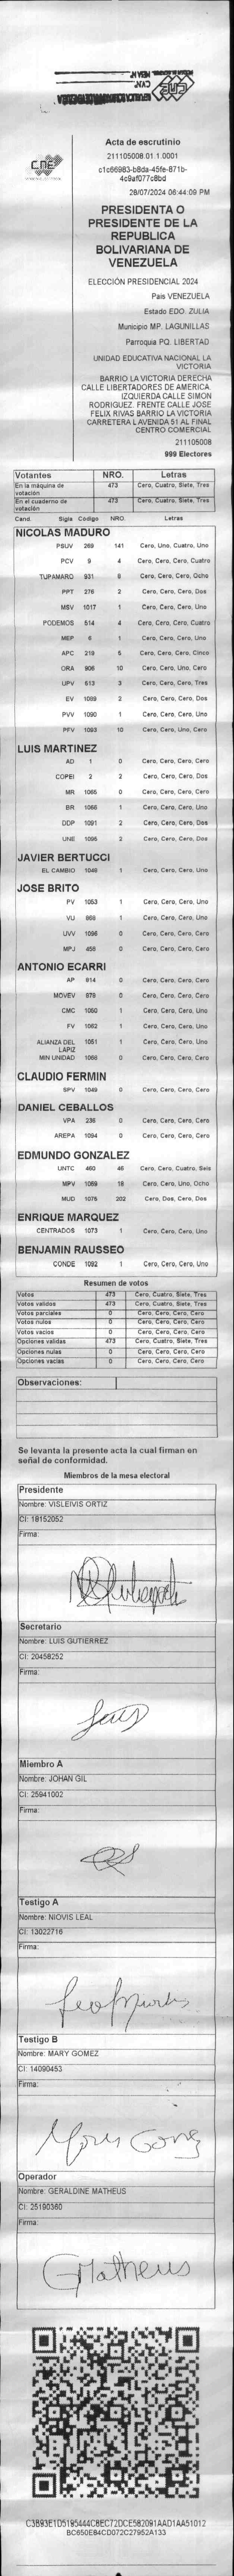 CNE
Acta de escrutinio
211105008.01.1.0001
c1c66983-b8da-45fe-871b-
4c9af077c8bd
28/07/2024 06:44:09 PM
PRESIDENTA O
PRESIDENTE DE LA
REPUBLICA
BOLIVARIANA DE
VENEZUELA
ELECCIÓN PRESIDENCIAL 2024
Pais VENEZUELA
Estado EDO. ZULIA
Municipio MP. LAGUNILLAS
Parroquia PQ. LIBERTAD
UNIDAD EDUCATIVA NACIONAL LA
VICTORIA
BARRIO LA VICTORIA DERECHA
CALLE LIBERTADORES DE AMERICA.
IZQUIERDA CALLE SIMON
RODRIGUEZ. FRENTE CALLE JOSE
FELIX RIVAS BARRIO LA VICTORIA
CARRETERA L AVENIDA 51 AL FINAL
CENTRO COMERCIAL
211105008
999 Electores
Votantes NRO. Letras
En la máquina de votación 473 Cero, Cuatro, Siete, Tres
En el cuaderno de votación 473 Cero, Cuatro, Siete, Tres
Cand. Sigla Código NRO. Letras
NICOLAS MADURO
PSUV 269 141 Cero, Uno, Cuatro, Uno
PCV 9 4 Cero, Cero, Cero, Cuatro
TUPAMARO 931 8 Cero, Cero, Cero, Ocho
PPT 276 2 Cero, Cero, Cero, Dos
MSV 1017 1 Cero, Cero, Cero, Uno
PODEMOS 514 4 Cero, Cero, Cero, Cuatro
MEP 6 1 Cero, Cero, Cero, Uno
APC 219 5 Cero, Cero, Cero, Cinco
ORA 906 10 Cero, Cero, Uno, Cero
UPV 613 3 Cero, Cero, Cero, Tres
EV 1089 2 Cero, Cero, Cero, Dos
PVV 1090 1 Cero, Cero, Cero, Uno
PFV 1093 10 Cero, Cero, Uno, Cero
LUIS MARTINEZ
AD 1 0 Cero, Cero, Cero, Cero
COPEI 2 2 Cero, Cero, Cero, Dos
MR 1065 0 Cero, Cero, Cero, Cero
BR 1066 1 Cero, Cero, Cero, Uno
DDP 1091 2 Cero, Cero, Cero, Dos
UNE 1095 2 Cero, Cero, Cero, Dos
JAVIER BERTUCCI
EL CAMBIO 1048 1 Cero, Cero, Cero, Uno
JOSE BRITO
PV 1053 1 Cero, Cero, Cero, Uno
VU 868 1 Cero, Cero, Cero, Uno
UVV 1096 0 Cero, Cero, Cero, Cero
MPJ 458 0 Cero, Cero, Cero, Cero
ANTONIO ECARRI
AP 914 0 Cero, Cero, Cero, Cero
MOVEV 979 0 Cero, Cero, Cero, Cero
CMC 1050 1 Cero, Cero, Cero, Uno
FV 1082 1 Cero, Cero, Cero, Uno
ALIANZA DEL LAPIZ 1051 1 Cero, Cero, Cero, Uno
MIN UNIDAD 1068 0 Cero, Cero, Cero, Cero
CLAUDIO FERMIN
SPV 1049 0 Cero, Cero, Cero, Cero
DANIEL CEBALLOS
VPA 236 0 Cero, Cero, Cero, Cero
AREPA 1094 0 Cero, Cero, Cero, Cero
EDMUNDO GONZALEZ
UNTC 460 46 Cero, Cero, Cuatro, Seis
MPV 1069 18 Cero, Cero, Uno, Ocho
MUD 1075 202 Cero, Dos, Cero, Dos
ENRIQUE MARQUEZ
CENTRADOS 1073 1 Cero, Cero, Cero, Uno
BENJAMIN RAUSSEO
CONDE 1092 1 Cero, Cero, Cero, Uno
Resumen de votos
Votos 473 Cero, Cuatro, Siete, Tres
Votos validos 473 Cero, Cuatro, Siete, Tres
Votos parciales 0 Cero, Cero, Cero, Cero
Votos nulos 0 Cero, Cero, Cero, Cero
Votos vacios 0 Cero, Cero, Cero, Cero
Opciones validas 473 Cero, Cuatro, Siete, Tres
Opciones nulas 0 Cero, Cero, Cero, Cero
Opciones vacias 0 Cero, Cero, Cero, Cero
Observaciones:
Se levanta la presente acta la cual firman en
señal de conformidad.
Miembros de la mesa electoral
Presidente
Nombre: VISLEIVIS ORTIZ
CI: 18152052
Firma:
Secretario
Nombre: LUIS GUTIERREZ
CI: 20458252
Firma:
Luis
Miembro A
Nombre: JOHAN GIL
CI: 25941002
Firma:
Testigo A
Nombre: NIOVIS LEAL
CI: 13022716
Firma:
Testigo B
Nombre: MARY GOMEZ
CI: 14090453
Firma:
Operador
Nombre: GERALDINE MATHEUS
CI: 25190360
Firma:
GMatheus
C3B93E1D5195444C8EC72DCE582091AAD1AA51012
BC650E84CD072C27952A133